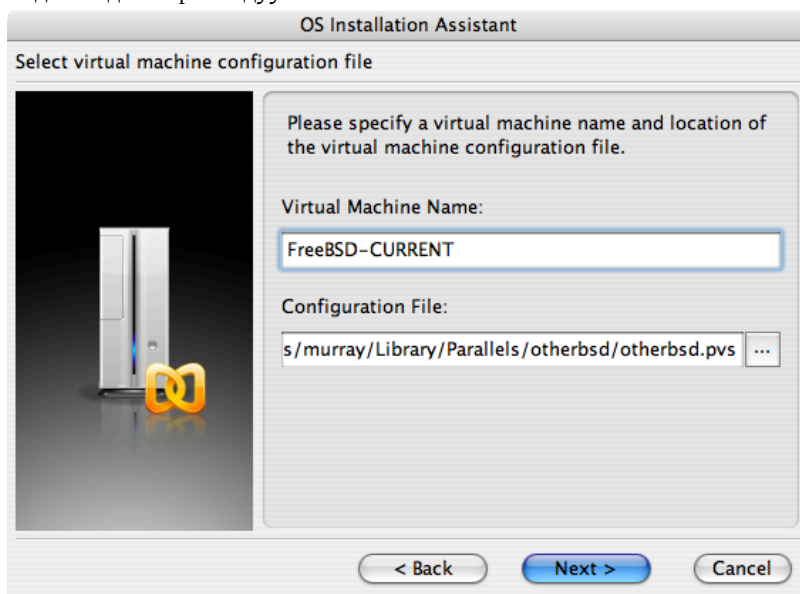 OS Installation Assistant
Select virtual machine configuration file
Please specify a virtual machine name and location of
the virtual machine configuration file.
Virtual Machine Name:
FreeBSD-CURRENT
Configuration File:
s/murray/Library/Parallels/otherbsd/otherbsd.pvs ...
< Back Next > Cancel